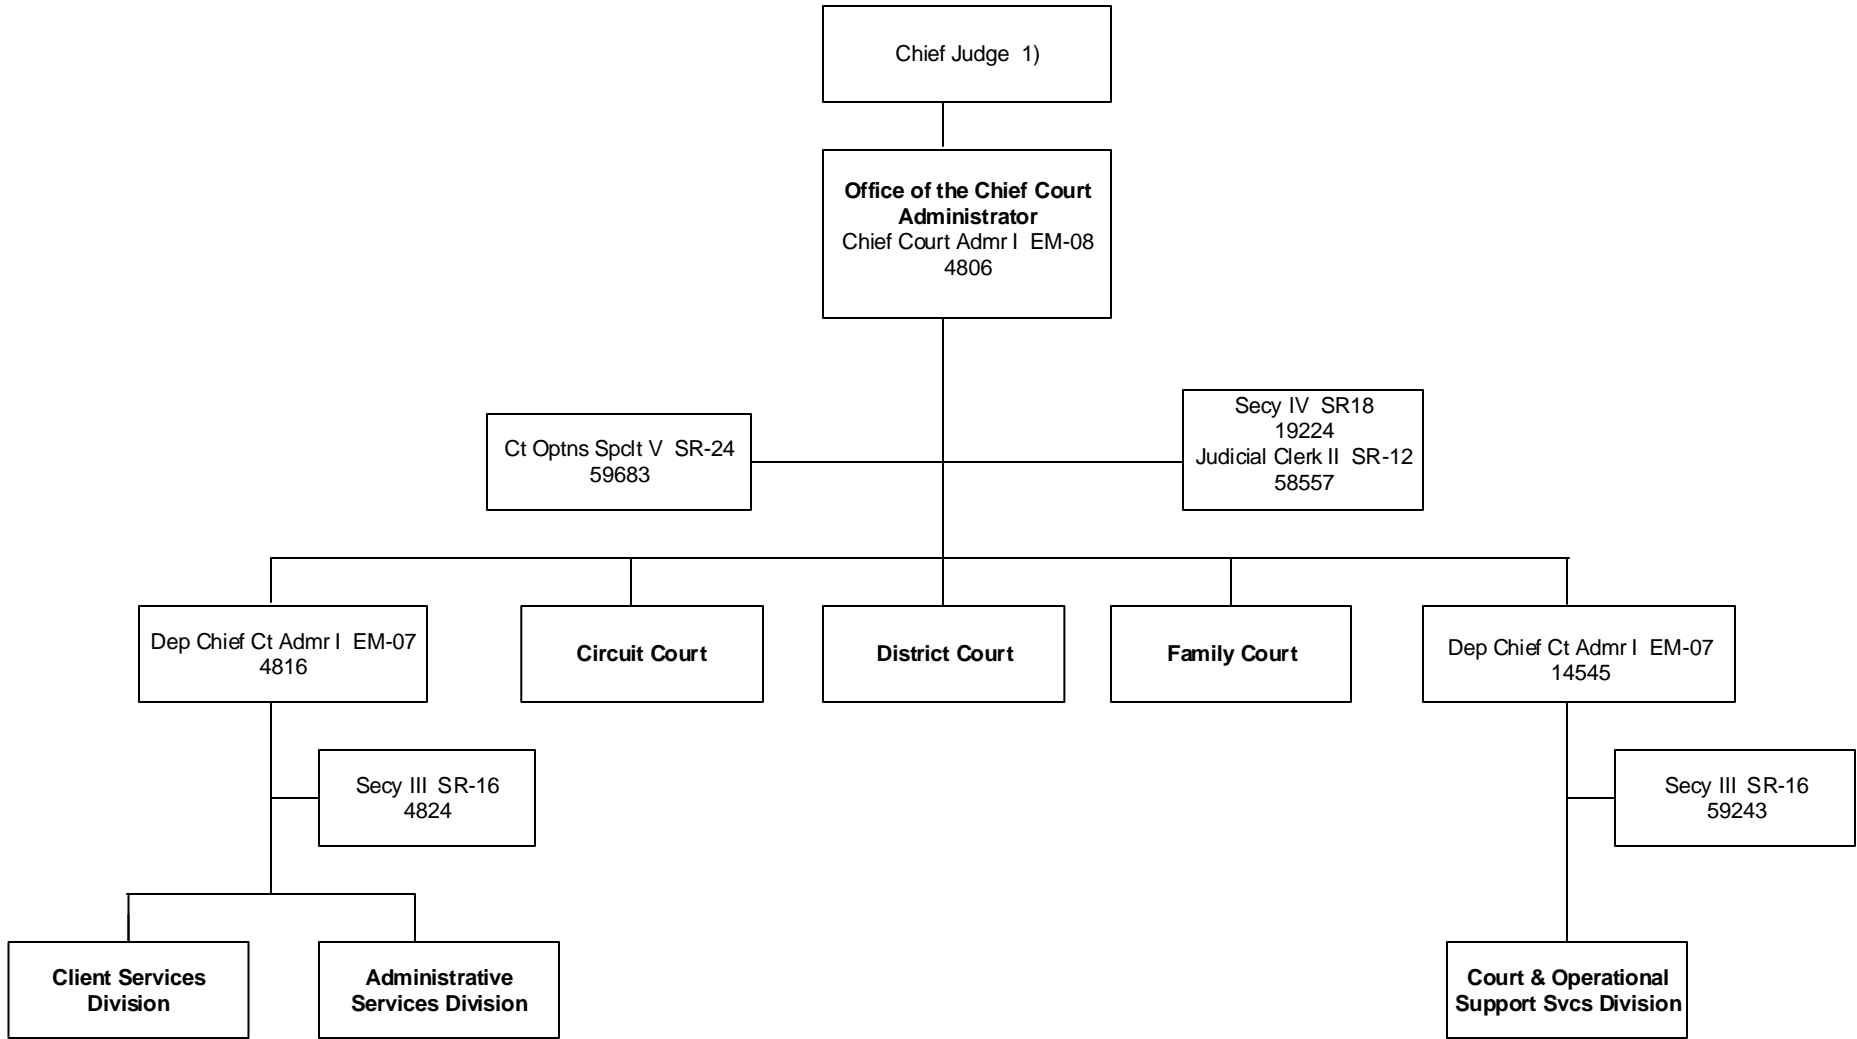 Chief Judge 1)
Office of the Chief Court
Administrator
Chief Court Admr I EM-08
4806
Ct Optns Spclt V SR-24
59683
Secy IV SR18
19224
Judicial Clerk II SR-12
58557
Dep Chief Ct Admr I EM-07
4816
Circuit Court
District Court
Family Court
Dep Chief Ct Admr I EM-07
14545
Secy III SR-16
4824
Secy III SR-16
59243
Client Services
Division
Administrative
Services Division
Court & Operational
Support Svcs Division